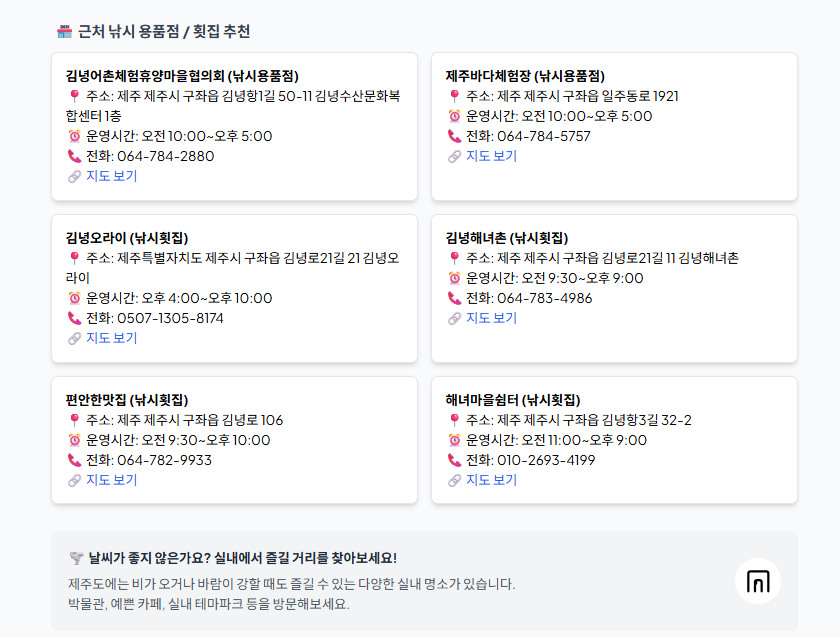 근처 낚시 용품점 / 횟집 추천
김녕어촌체험휴양마을협의회 (낚시용품점)
주소: 제주 제주시 구좌읍 김녕항1길 50-11 김녕수산문화복
합센터 1층
운영시간: 오전 10:00~오후 5:00
전화: 064-784-2880
지도 보기
제주바다체험장 (낚시용품점)
주소: 제주 제주시 구좌읍 일주동로 1921
운영시간: 오전 10:00~오후 5:00
전화: 064-784-5757
지도 보기
김녕오라이 (낚시횟집)
주소: 제주특별자치도 제주시 구좌읍 김녕로21길 21 김녕오
라이
운영시간: 오후 4:00~오후 10:00
전화: 0507-1305-8174
지도 보기
김녕해녀촌 (낚시횟집)
주소: 제주 제주시 구좌읍 김녕로21길 11 김녕해녀촌
운영시간: 오전 9:30~오후 9:00
전화: 064-783-4986
지도 보기
편안한맛집 (낚시횟집)
주소: 제주 제주시 구좌읍 김녕로 106
운영시간: 오전 9:30~오후 10:00
전화: 064-782-9933
지도 보기
해녀마을쉼터 (낚시횟집)
주소: 제주 제주시 구좌읍 김녕항3길 32-2
운영시간: 오전 11:00~오후 9:00
전화: 010-2693-4199
지도 보기
날씨가 좋지 않은가요? 실내에서 즐길 거리를 찾아보세요!
제주도에는 비가 오거나 바람이 강할 때도 즐길 수 있는 다양한 실내 명소가 있습니다.
박물관, 예쁜 카페, 실내 테마파크 등을 방문해보세요.